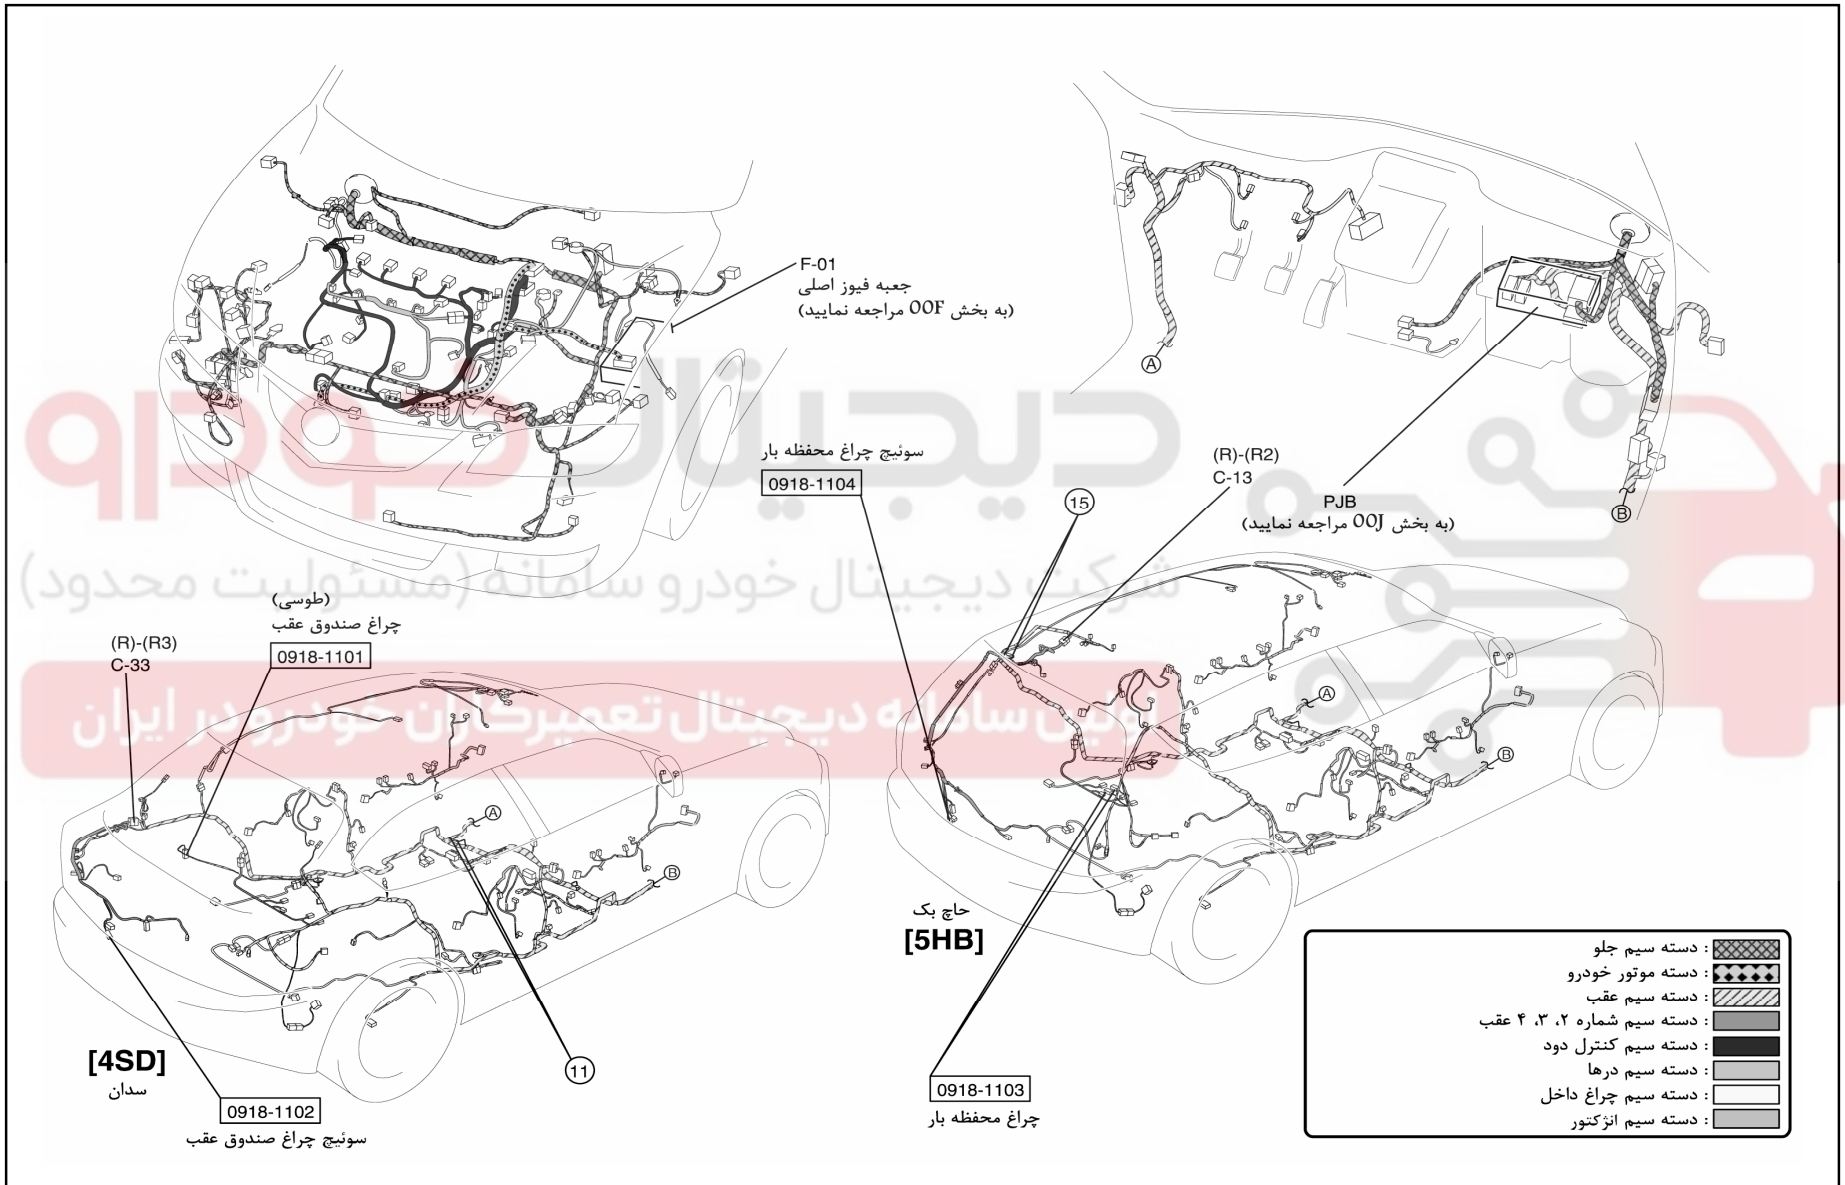 F-01
جعبه فیوز اصلی
(به بخش 00F مراجعه نمایید)
A
B
دیجیتال خودرو
شرکت دیجیتال خودرو سامانه (مسئولیت محدود)
اولین سامانه دیجیتال تعمیرکاران خودرو در ایران
سوئیچ چراغ محفظه بار
0918-1104
15
(R)-(R2)
C-13
PJB
(به بخش 00J مراجعه نمایید)
(طوسی)
چراغ صندوق عقب
0918-1101
(R)-(R3)
C-33
A
B
A
B
[4SD]
سدان
0918-1102
سوئیچ چراغ صندوق عقب
11
حاچ بک
[5HB]
0918-1103
چراغ محفظه بار
: دسته سیم جلو
: دسته موتور خودرو
: دسته سیم عقب
: دسته سیم شماره ۲، ۳، ۴ عقب
: دسته سیم کنترل دود
: دسته سیم درها
: دسته سیم چراغ داخل
: دسته سیم انژکتور